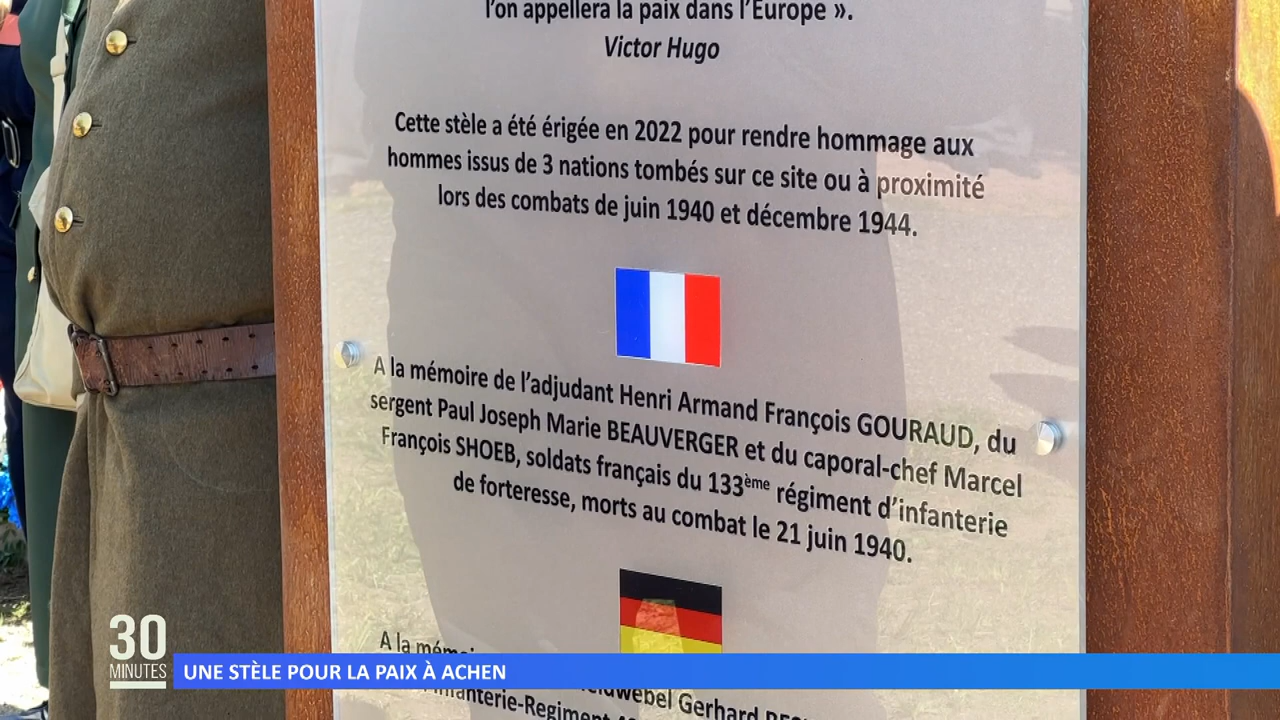 l'on appellera la paix dans l'Europe ».
Victor Hugo
Cette stèle a été érigée en 2022 pour rendre hommage aux
hommes issus de 3 nations tombés sur ce site ou à proximité
lors des combats de juin 1940 et décembre 1944.
A la mémoire de l'adjudant Henri Armand François GOURAUD, du
sergent Paul Joseph Marie BEAUVERGER et du caporal-chef Marcel
François SHOEB, soldats français du 133ème régiment d'infanterie
de forteresse, morts au combat le 21 juin 1940.
A la
Gerhard
30
MINUTES
UNE STÈLE POUR LA PAIX À ACHEN